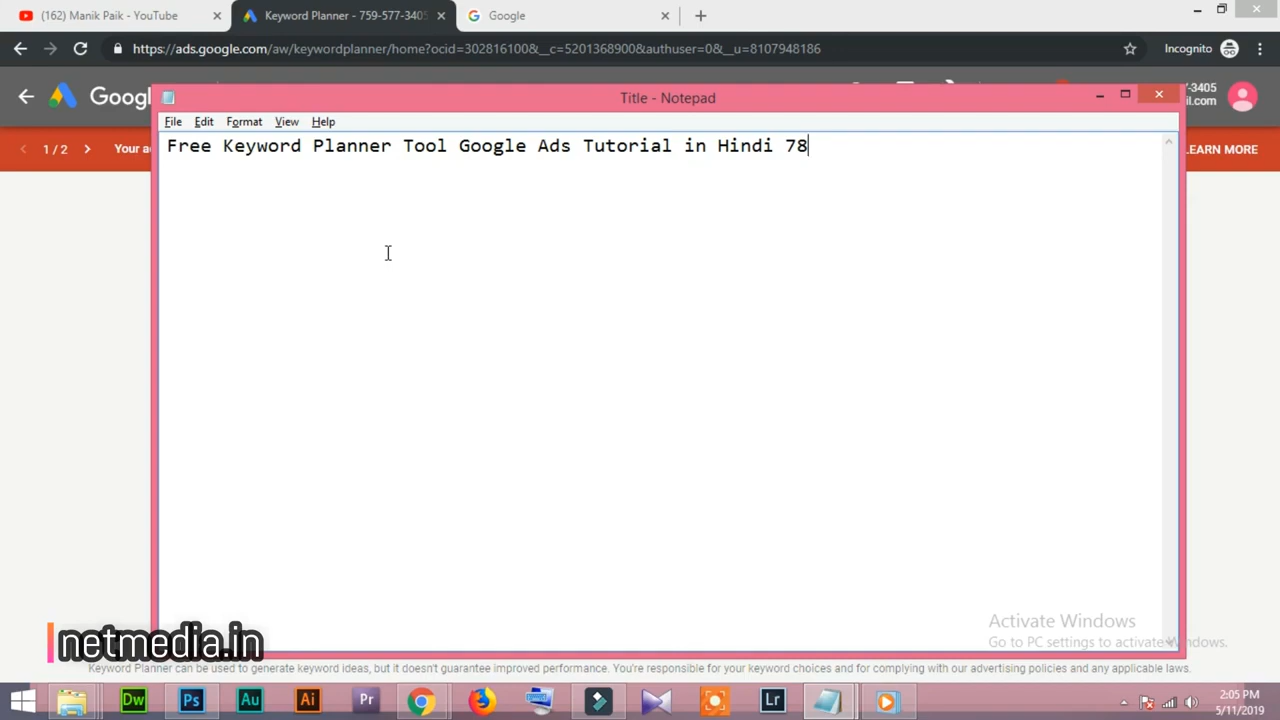 (162) Manik Paik - YouTube
Keyword Planner - 759-577-3405
Google
https://ads.google.com/aw/keywordplanner/home?ocid=302816100&__c=5201368900&authuser=0&__u=8107948186
Incognito
Googl
Title - Notepad
7-3405
il.com
File Edit Format View Help
1 / 2
Your a
LEARN MORE
Free Keyword Planner Tool Google Ads Tutorial in Hindi 78
Activate Windows
Go to PC settings to activate Windows.
netmedia.in
Keyword Planner can be used to generate keyword ideas, but it doesn't guarantee improved performance. You're responsible for your keyword choices and for complying with our advertising policies and any applicable laws.
Dw
Ps
Au
Ai
Pr
Lr
2:05 PM
5/11/2019